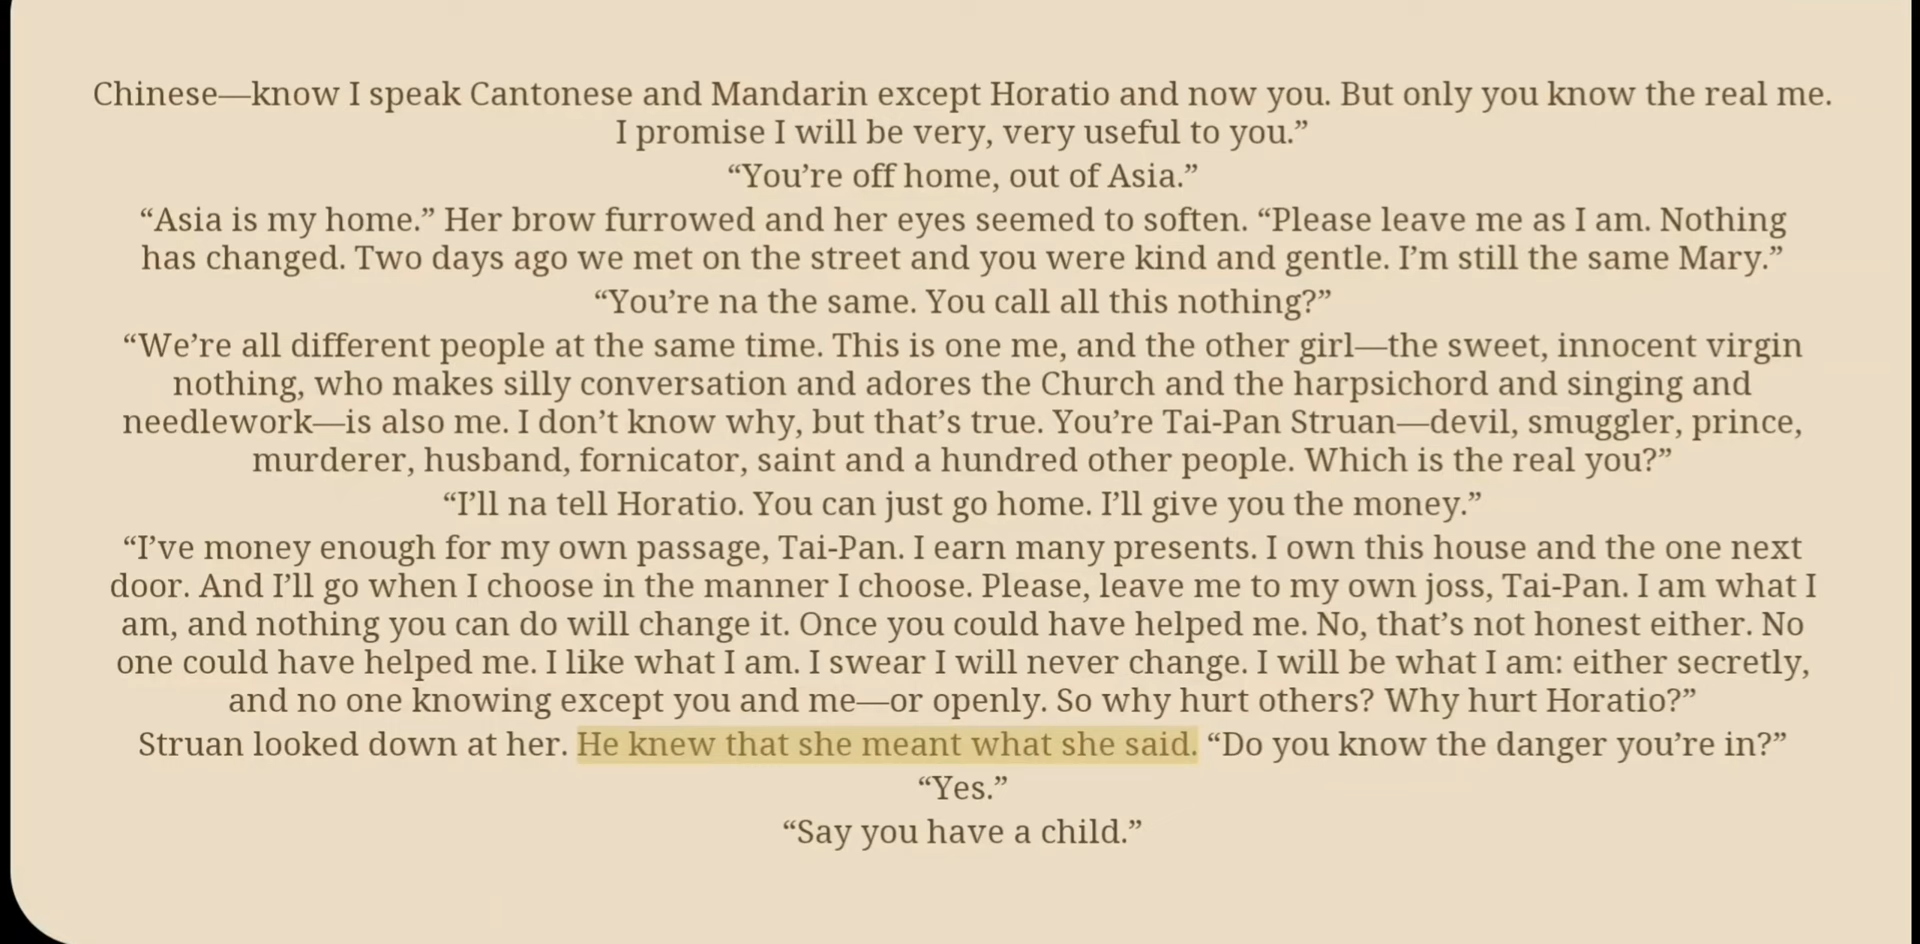 Chinese—know I speak Cantonese and Mandarin except Horatio and now you. But only you know the real me.
I promise I will be very, very useful to you.”
“You’re off home, out of Asia.”
“Asia is my home.” Her brow furrowed and her eyes seemed to soften. “Please leave me as I am. Nothing
has changed. Two days ago we met on the street and you were kind and gentle. I’m still the same Mary.”
“You’re na the same. You call all this nothing?”
“We’re all different people at the same time. This is one me, and the other girl—the sweet, innocent virgin
nothing, who makes silly conversation and adores the Church and the harpsichord and singing and
needlework—is also me. I don’t know why, but that’s true. You’re Tai-Pan Struan—devil, smuggler, prince,
murderer, husband, fornicator, saint and a hundred other people. Which is the real you?”
“I’ll na tell Horatio. You can just go home. I’ll give you the money.”
“I’ve money enough for my own passage, Tai-Pan. I earn many presents. I own this house and the one next
door. And I’ll go when I choose in the manner I choose. Please, leave me to my own joss, Tai-Pan. I am what I
am, and nothing you can do will change it. Once you could have helped me. No, that’s not honest either. No
one could have helped me. I like what I am. I swear I will never change. I will be what I am: either secretly,
and no one knowing except you and me—or openly. So why hurt others? Why hurt Horatio?”
Struan looked down at her. He knew that she meant what she said. “Do you know the danger you’re in?”
“Yes.”
“Say you have a child.”